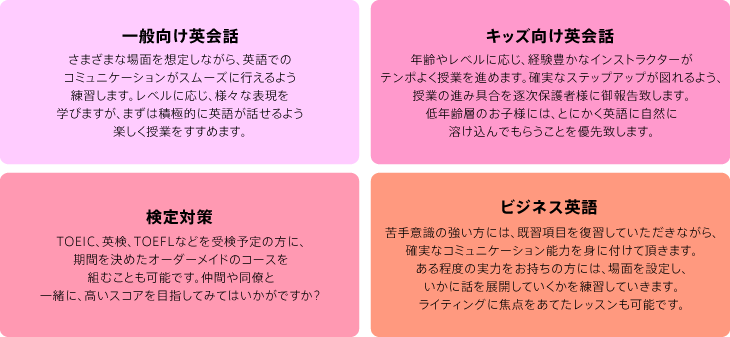 一般向け英会話
さまざまな場面を想定しながら、英語での
コミュニケーションがスムーズに行えるよう
練習します。レベルに応じ、様々な表現を
学びますが、まずは積極的に英語が話せるよう
楽しく授業をすすめます。
キッズ向け英会話
年齢やレベルに応じ、経験豊かなインストラクターが
テンポよく授業を進めます。確実なステップアップが図れるよう、
授業の進み具合を逐次保護者様に御報告致します。
低年齢層のお子様には、とにかく英語に自然に
溶け込んでもらうことを優先致します。
検定対策
TOEIC、英検、TOEFLなどを受検予定の方に、
期間を決めたオーダーメイドのコースを
組むことも可能です。仲間や同僚と
一緒に、高いスコアを目指してみてはいかがですか？
ビジネス英語
苦手意識の強い方には、既習項目を復習していただきながら、
確実なコミュニケーション能力を身に付けて頂きます。
ある程度の実力をお持ちの方には、場面を設定し、
いかに話を展開していくかを練習していきます。
ライティングに焦点をあてたレッスンも可能です。